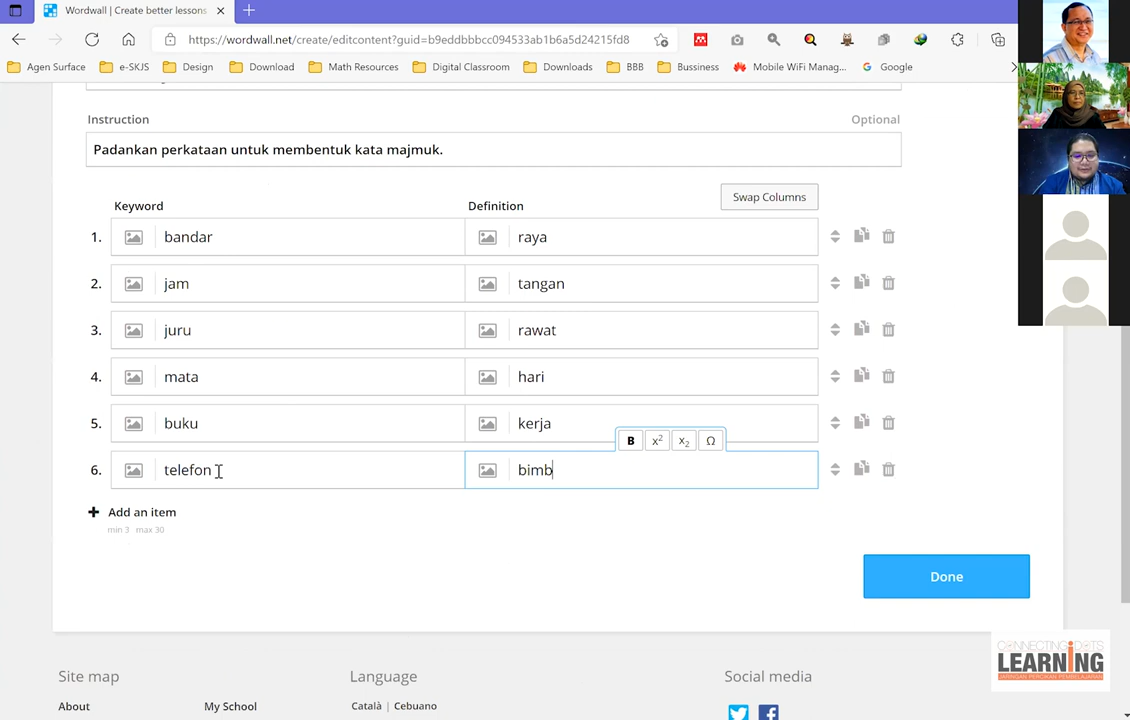 Wordwall | Create better lessons
https://wordwall.net/create/editcontent?guid=b9eddbbbcc094533ab1b6a5d24215fd8
Agen Surface e-SKJS Design Download Math Resources Digital Classroom Downloads BBB Bussiness Mobile WiFi Manag... Google
Instruction Optional
Padankan perkataan untuk membentuk kata majmuk.
Keyword Definition Swap Columns
1. bandar raya
2. jam tangan
3. juru rawat
4. mata hari
5. buku kerja
B x² x₂ Ω
6. telefon bimb
+ Add an item
min 3 max 30
Done
CONNECTING DOTS
LEARNING
JARINGAN PERCIKAN PEMBELAJARAN
Site map Language Social media
About My School Català | Cebuano